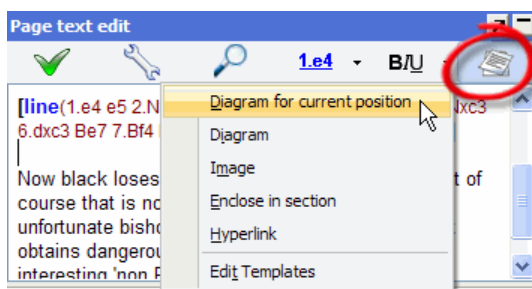 Page text edit
1.e4 B/U
[line(1.e4 e5 2.N Nxc3
6.dxc3 Be7 7.Bf4
Now black loses t of
course that is no
unfortunate bisho
obtains dangerou
interesting 'non
Diagram for current position
Diagram
Image
Enclose in section
Hyperlink
Edit Templates